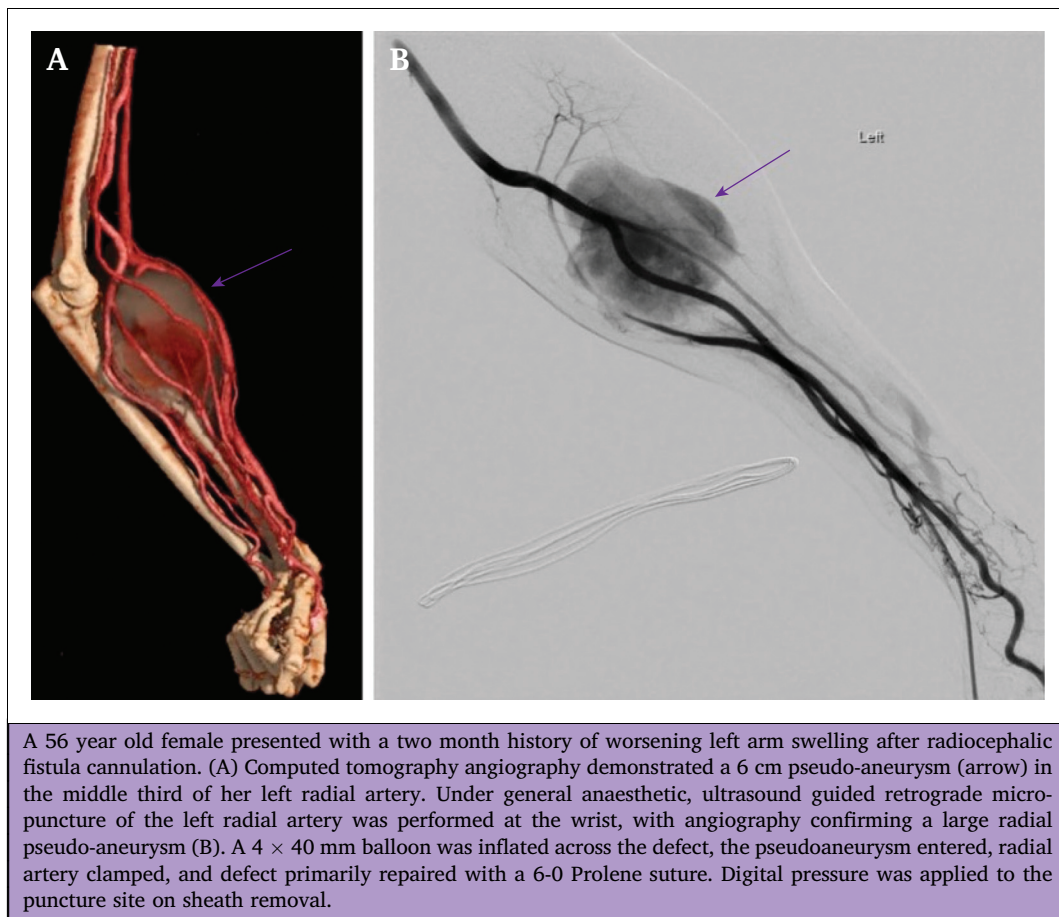 A
B
Left
A 56 year old female presented with a two month history of worsening left arm swelling after radiocephalic
fistula cannulation. (A) Computed tomography angiography demonstrated a 6 cm pseudo-aneurysm (arrow) in
the middle third of her left radial artery. Under general anaesthetic, ultrasound guided retrograde micro-
puncture of the left radial artery was performed at the wrist, with angiography confirming a large radial
pseudo-aneurysm (B). A 4 × 40 mm balloon was inflated across the defect, the pseudoaneurysm entered, radial
artery clamped, and defect primarily repaired with a 6-0 Prolene suture. Digital pressure was applied to the
puncture site on sheath removal.